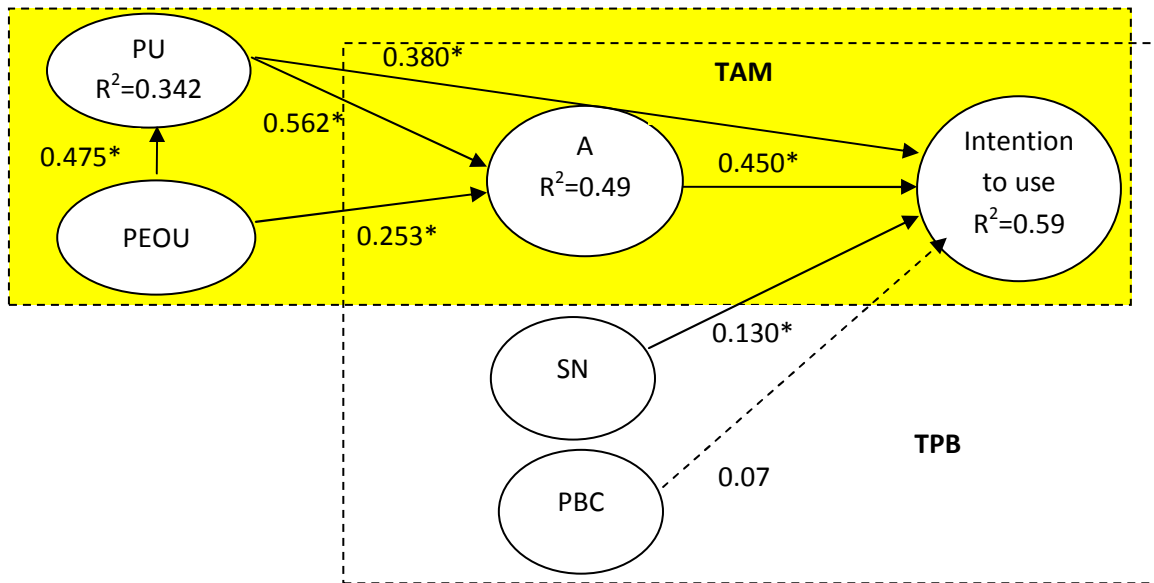 PU
R²=0.342
0.380*
TAM
0.562*
0.475*
A
R²=0.49
0.450*
Intention
to use
R²=0.59
PEOU
0.253*
0.130*
SN
TPB
0.07
PBC